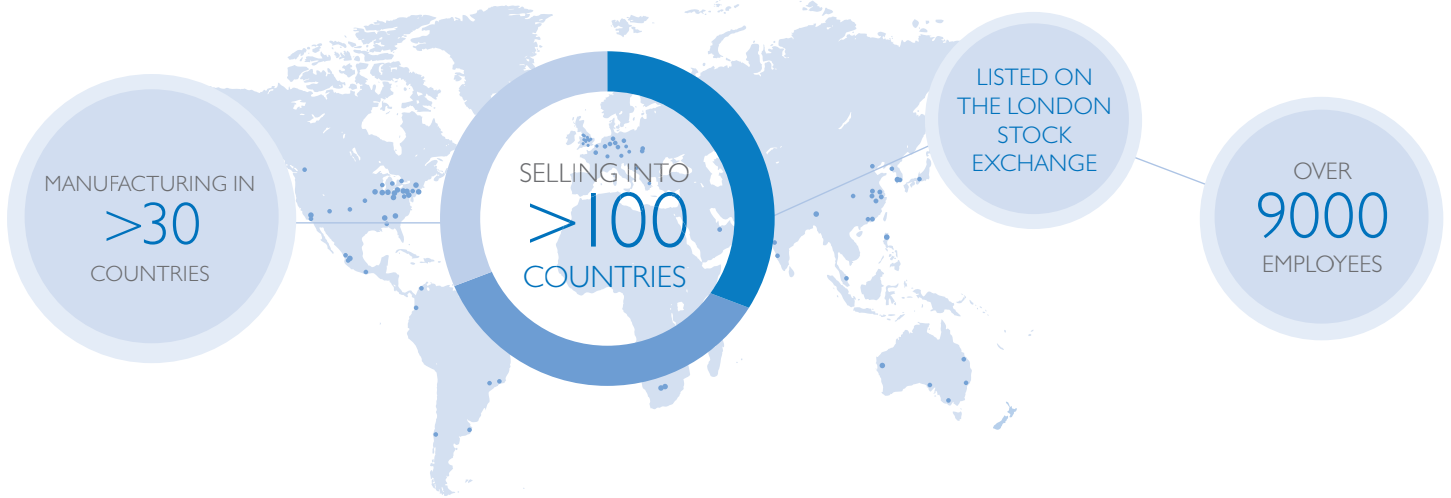 MANUFACTURING IN
>30
COUNTRIES
SELLING INTO
>100
COUNTRIES
LISTED ON
THE LONDON
STOCK
EXCHANGE
OVER
9000
EMPLOYEES